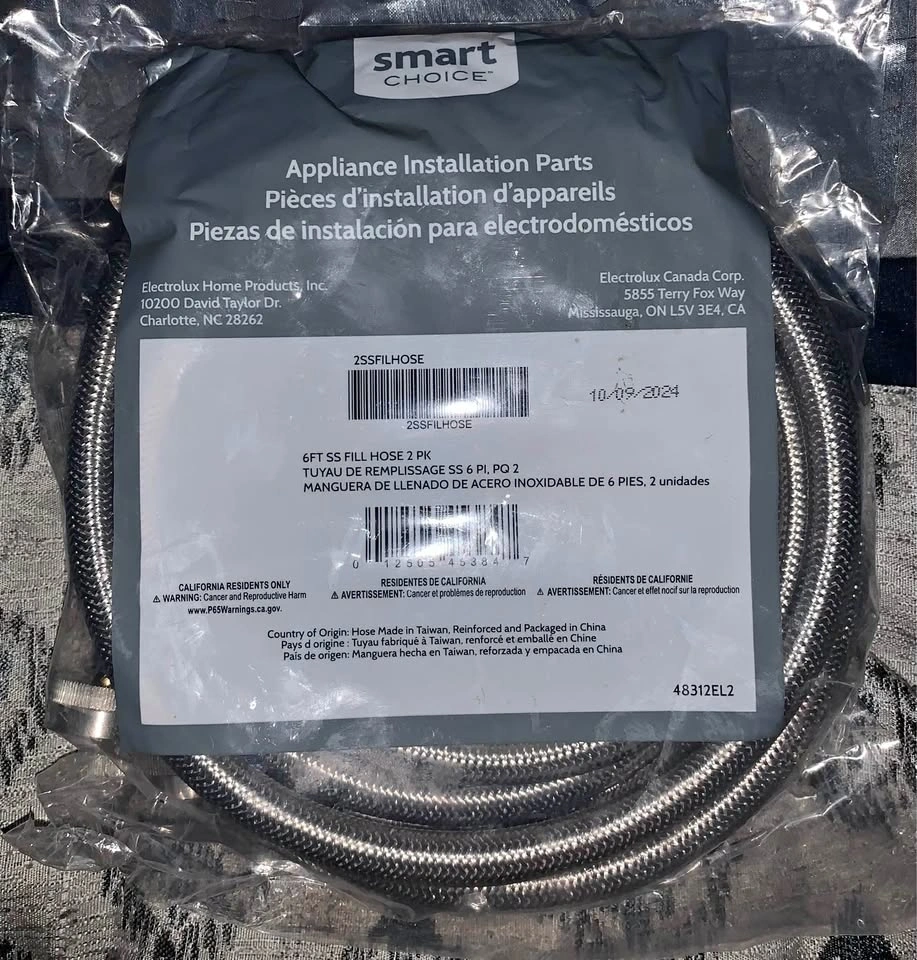 smart
CHOICE™
Appliance Installation Parts
Pièces d'installation d'appareils
Piezas de instalación para electrodomésticos
Electrolux Home Products, Inc.
10200 David Taylor Dr.
Charlotte, NC 28262
Electrolux Canada Corp.
5855 Terry Fox Way
Mississauga, ON L5V 3E4, CA
2SSFILHOSE
2SSFILHOSE
10/09/2024
6FT SS FILL HOSE 2 PK
TUYAU DE REMPLISSAGE SS 6 PI, PQ 2
MANGUERA DE LLENADO DE ACERO INOXIDABLE DE 6 PIES, 2 unidades
0 12505 45384 7
CALIFORNIA RESIDENTS ONLY
⚠ WARNING: Cancer and Reproductive Harm
www.P65Warnings.ca.gov.
RESIDENTES DE CALIFORNIA
⚠ AVERTISSEMENT: Cancer et problèmes de reproduction
RÉSIDENTS DE CALIFORNIE
⚠ AVERTISSEMENT: Cancer et effet nocif sur la reproduction
Country of Origin: Hose Made in Taiwan, Reinforced and Packaged in China
Pays d origine : Tuyau fabriqué à Taiwan, renforcé et emballé en Chine
País de origen: Manguera hecha en Taiwan, reforzada y empacada en China
48312EL2